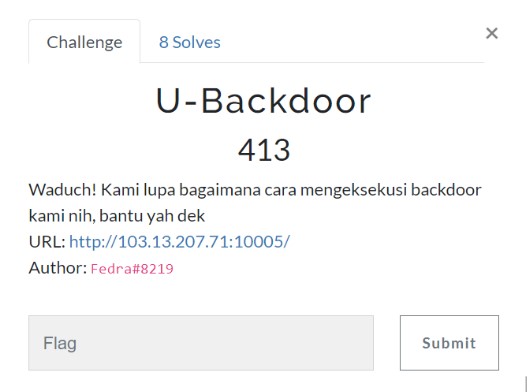 Challenge
8 Solves
×
U-Backdoor
413
Waduch! Kami lupa bagaimana cara mengeksekusi backdoor
kami nih, bantu yah dek
URL: http://103.13.207.71:10005/
Author: Fedra#8219
Flag
Submit